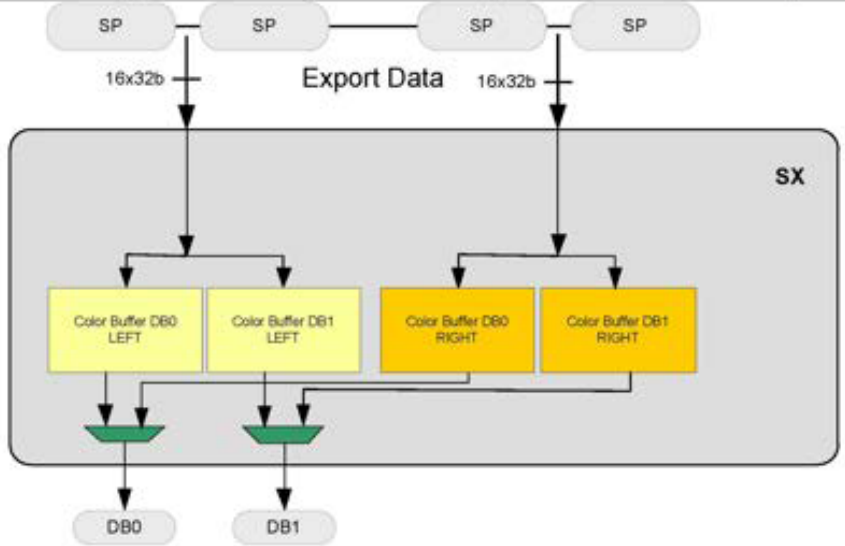 SP
SP
SP
SP
16x32b
Export Data
16x32b
SX
Color Buffer DB0
LEFT
Color Buffer DB1
LEFT
Color Buffer DB0
RIGHT
Color Buffer DB1
RIGHT
DB0
DB1